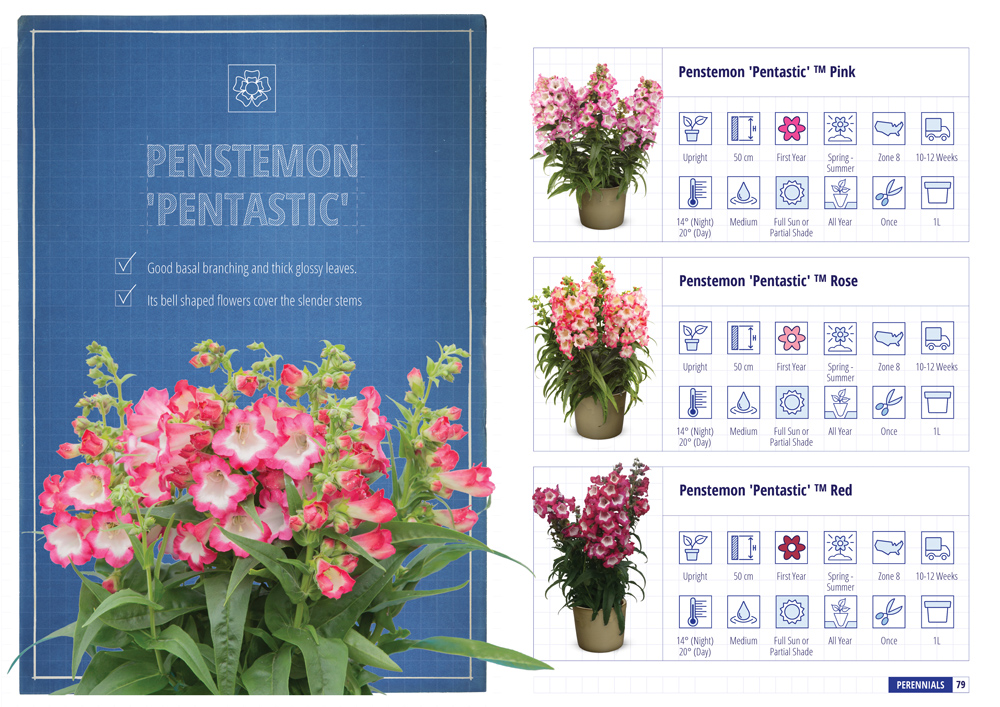 PENSTEMON
'PENTASTIC'
Good basal branching and thick glossy leaves.
Its bell shaped flowers cover the slender stems
Penstemon 'Pentastic' ™ Pink
H
Upright 50 cm First Year Spring - Zone 8 10-12 Weeks
Summer
14° (Night) Medium Full Sun or All Year Once 1L
20° (Day) Partial Shade
Penstemon 'Pentastic' ™ Rose
H
Upright 50 cm First Year Spring - Zone 8 10-12 Weeks
Summer
14° (Night) Medium Full Sun or All Year Once 1L
20° (Day) Partial Shade
Penstemon 'Pentastic' ™ Red
H
Upright 50 cm First Year Spring - Zone 8 10-12 Weeks
Summer
14° (Night) Medium Full Sun or All Year Once 1L
20° (Day) Partial Shade
PERENNIALS 79